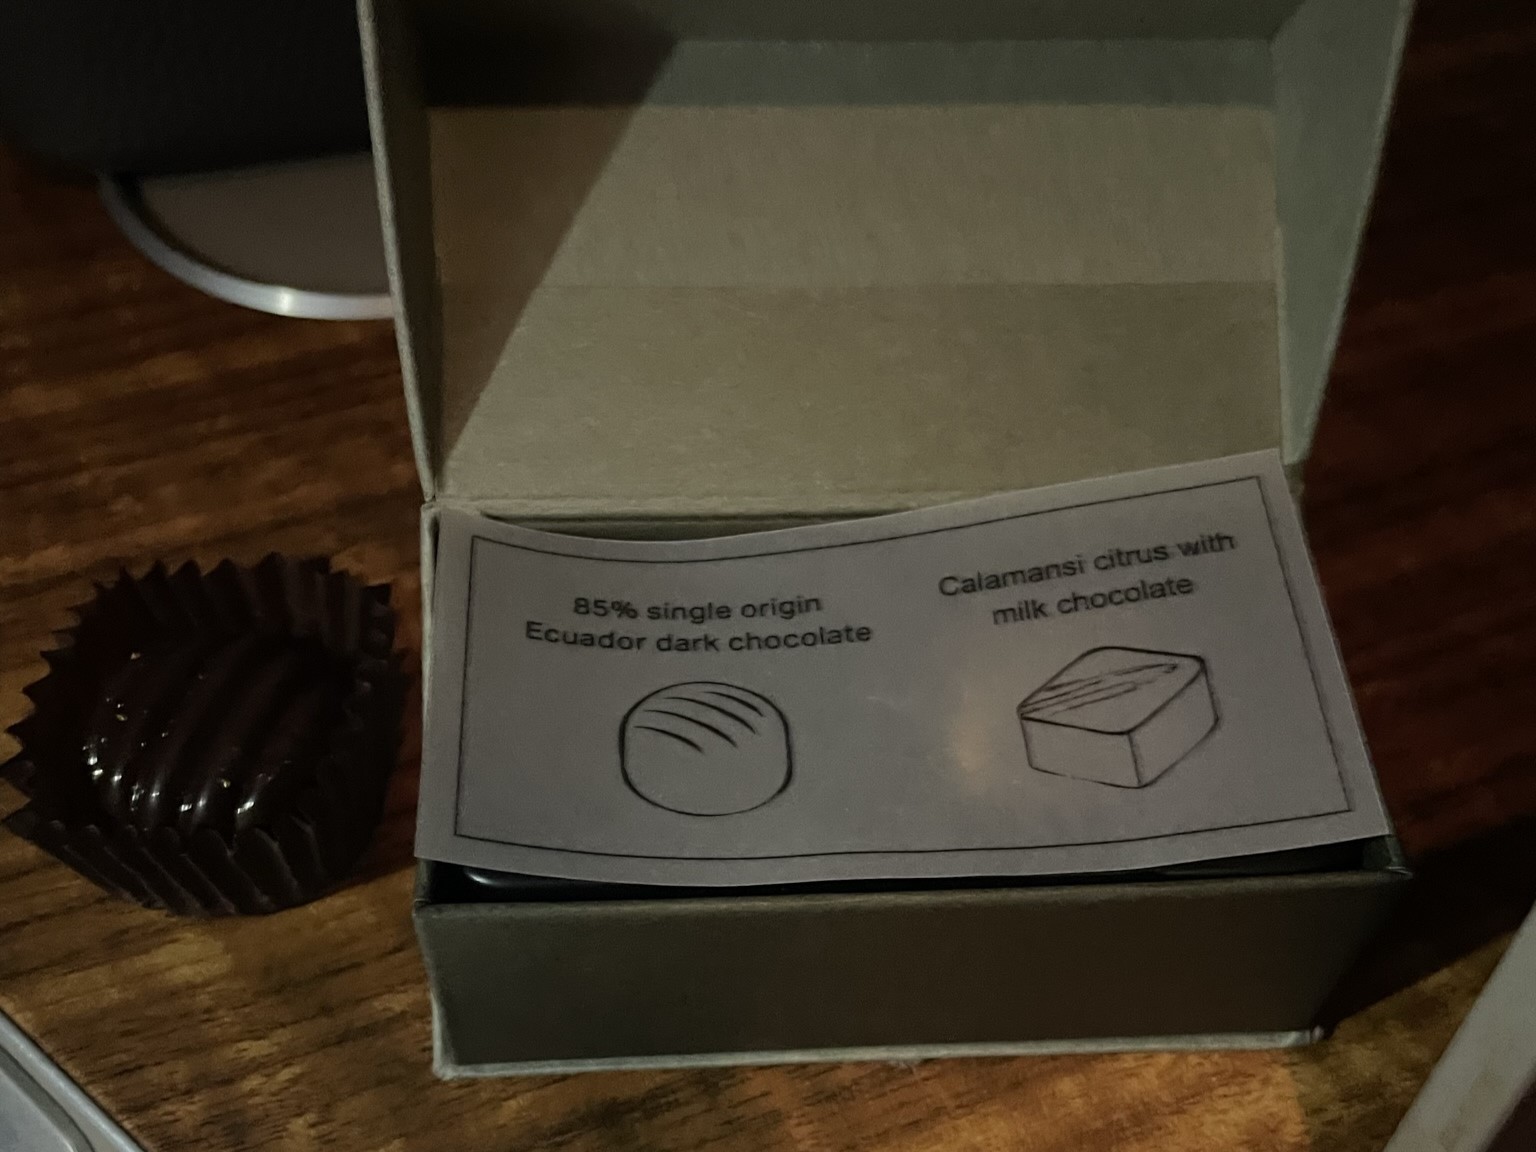 85% single origin
Ecuador dark chocolate
Calamansi citrus with
milk chocolate